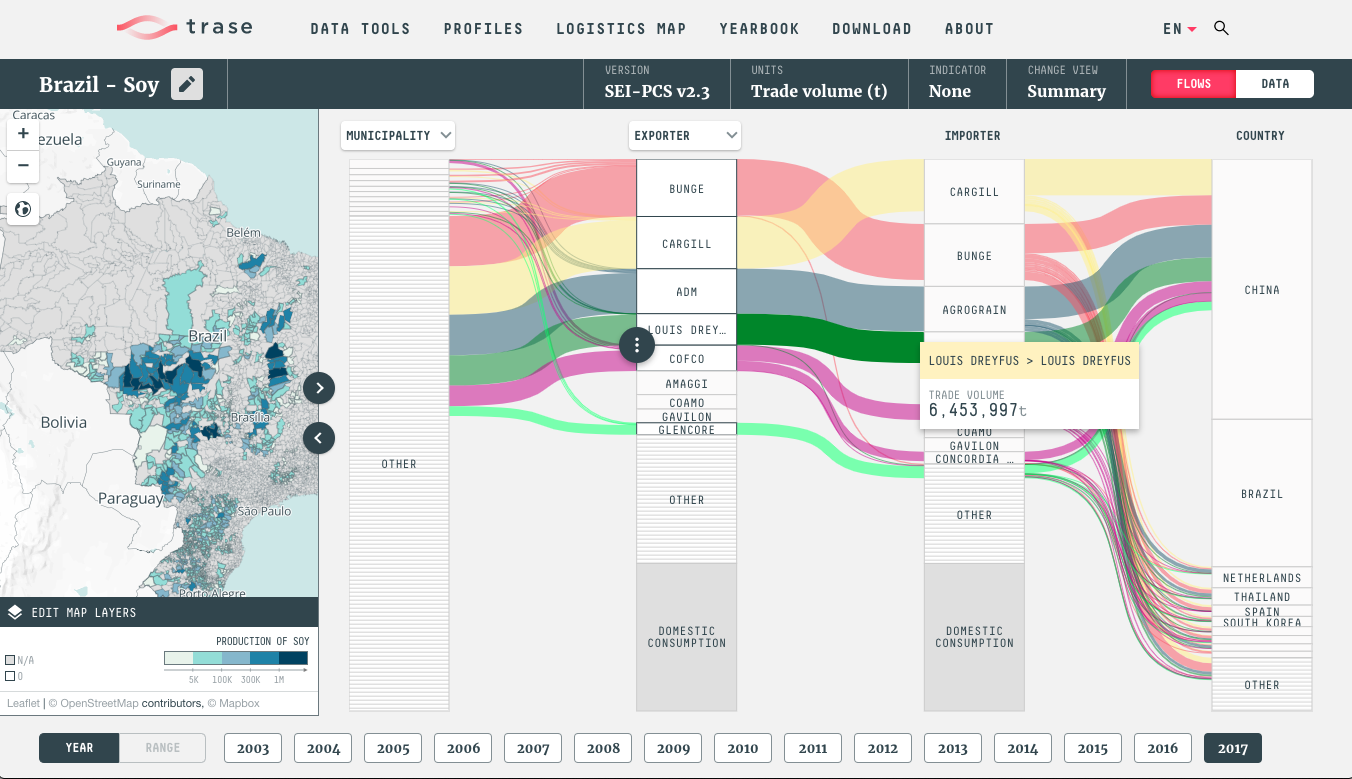 trase
DATA TOOLS
PROFILES
LOGISTICS MAP
YEARBOOK
DOWNLOAD
ABOUT
EN
Brazil - Soy
VERSION
SEI-PCS v2.3
UNITS
Trade volume (t)
INDICATOR
None
CHANGE VIEW
Summary
FLOWS
DATA
Caracas
ezuela
Guyana
Suriname
Belém
Brazil
Bolivia
Brasília
Paraguay
São Paulo
Porto Alegre
+
−
EDIT MAP LAYERS
PRODUCTION OF SOY
N/A
0
5K
100K
300K
1M
Leaflet | © OpenStreetMap contributors, © Mapbox
MUNICIPALITY
OTHER
EXPORTER
BUNGE
CARGILL
ADM
LOUIS DREY…
COFCO
AMAGGI
COAMO
GAVILON
GLENCORE
OTHER
DOMESTIC
CONSUMPTION
IMPORTER
CARGILL
BUNGE
AGROGRAIN
LOUIS DREYFUS > LOUIS DREYFUS
TRADE VOLUME
6,453,997t
COAMO
GAVILON
CONCORDIA …
OTHER
DOMESTIC
CONSUMPTION
COUNTRY
CHINA
BRAZIL
NETHERLANDS
THAILAND
SPAIN
SOUTH KOREA
OTHER
YEAR
RANGE
2003
2004
2005
2006
2007
2008
2009
2010
2011
2012
2013
2014
2015
2016
2017